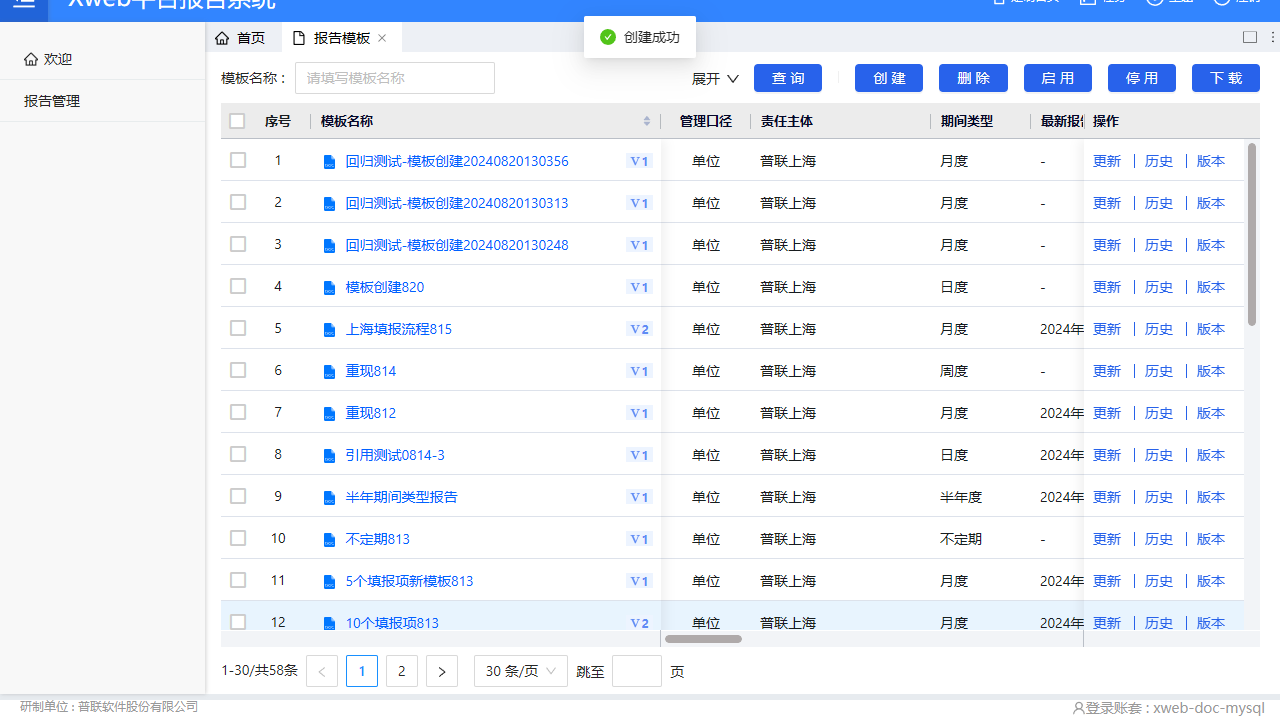 Xweb平台报告系统
创建成功
欢迎
报告管理
首页 报告模板
模板名称 : 请填写模板名称 展开 查 询 创 建 删 除 启 用 停 用 下 载
序号 模板名称 管理口径 责任主体 期间类型 最新报 操作
1 回归测试-模板创建20240820130356 V1 单位 普联上海 月度 - 更新 历史 版本
2 回归测试-模板创建20240820130313 V1 单位 普联上海 月度 - 更新 历史 版本
3 回归测试-模板创建20240820130248 V1 单位 普联上海 月度 - 更新 历史 版本
4 模板创建820 V1 单位 普联上海 日度 - 更新 历史 版本
5 上海填报流程815 V2 单位 普联上海 月度 2024年 更新 历史 版本
6 重现814 V1 单位 普联上海 周度 - 更新 历史 版本
7 重现812 V1 单位 普联上海 月度 2024年 更新 历史 版本
8 引用测试0814-3 V1 单位 普联上海 日度 2024年 更新 历史 版本
9 半年期间类型报告 V1 单位 普联上海 半年度 2024年 更新 历史 版本
10 不定期813 V1 单位 普联上海 不定期 - 更新 历史 版本
11 5个填报项新模板813 V1 单位 普联上海 月度 2024年 更新 历史 版本
12 10个填报项813 V2 单位 普联上海 月度 2024年 更新 历史 版本
1-30/共58条 1 2 30 条/页 跳至 页
研制单位 : 普联软件股份有限公司 登录账套 : xweb-doc-mysql